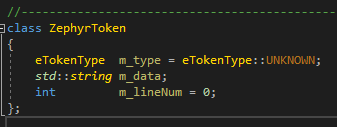 //-----------------------------------------------
class ZephyrToken
{
    eTokenType  m_type = eTokenType::UNKNOWN;
    std::string m_data;
    int         m_lineNum = 0;
};